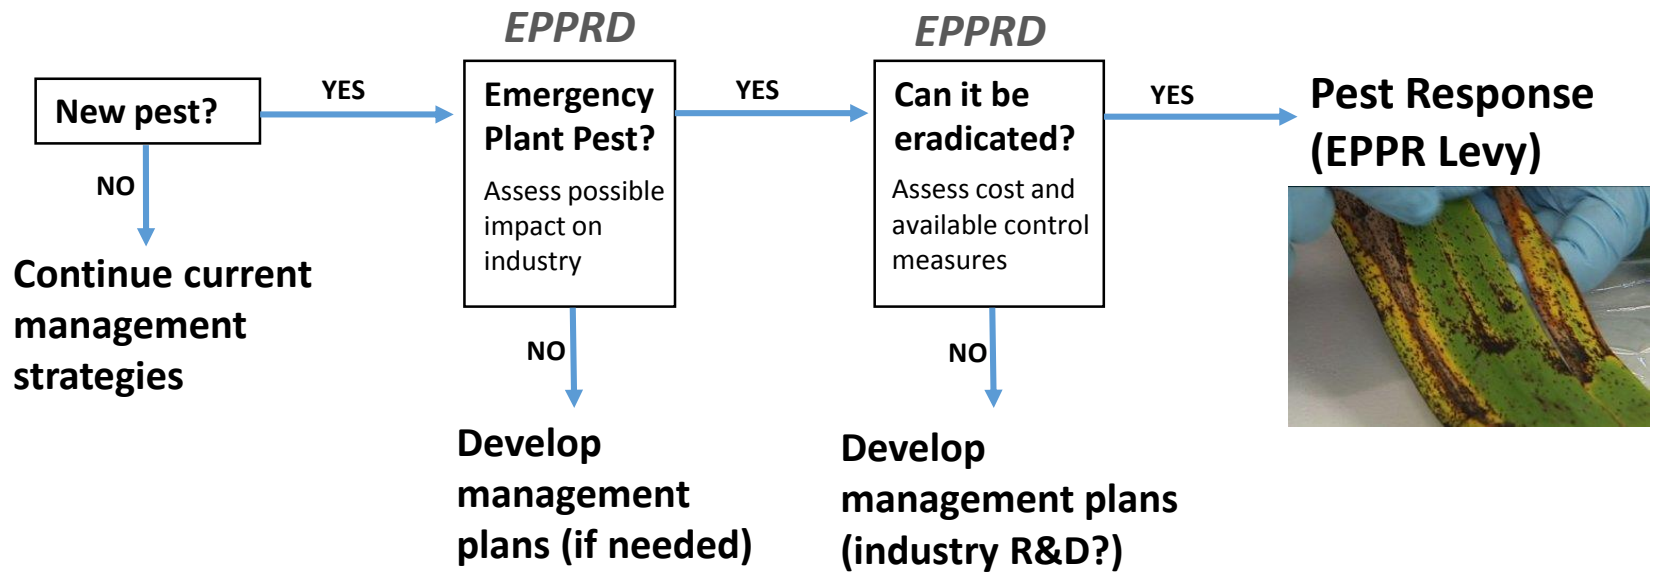 EPPRD
EPPRD
New pest?
YES
Emergency
Plant Pest?
Assess possible
impact on
industry
YES
Can it be
eradicated?
Assess cost and
available control
measures
YES
Pest Response
(EPPR Levy)
NO
Continue current
management
strategies
NO
Develop
management
plans (if needed)
NO
Develop
management plans
(industry R&D?)